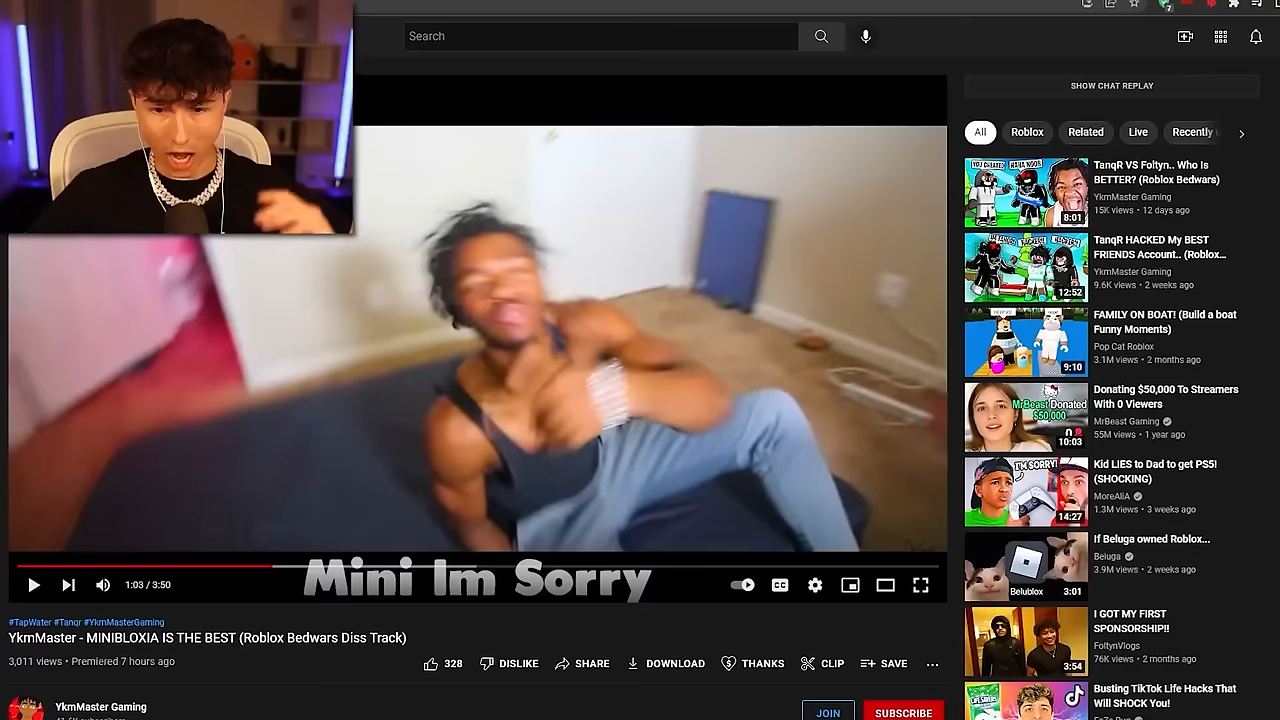 Search
SHOW CHAT REPLAY
All
Roblox
Related
Live
Recently
TanqR VS Foltyn.. Who Is
BETTER? (Roblox Bedwars)
YkmMaster Gaming
15K views • 12 days ago
8:01
TanqR HACKED My BEST
FRIENDS Account.. (Roblox...
YkmMaster Gaming
9.6K views • 2 weeks ago
12:52
FAMILY ON BOAT! (Build a boat
Funny Moments)
Pop Cat Roblox
3.1M views • 2 months ago
9:10
Donating $50,000 To Streamers
With 0 Viewers
MrBeast Gaming
55M views • 1 year ago
MrBeast Donated
$50,000
10:03
Kid LIES to Dad to get PS5!
(SHOCKING)
MoreAliA
1.3M views • 3 weeks ago
I'M SORRY!
14:27
If Beluga owned Roblox...
Beluga
3.9M views • 2 weeks ago
Belublox
3:01
I GOT MY FIRST
SPONSORSHIP!!
FoltynVlogs
76K views • 2 months ago
3:54
Busting TikTok Life Hacks That
Will SHOCK You!
Mini Im Sorry
1:03 / 3:50
#TapWater #Tanqr #YkmMasterGaming
YkmMaster - MINIBLOXIA IS THE BEST (Roblox Bedwars Diss Track)
3,011 views • Premiered 7 hours ago
328
DISLIKE
SHARE
DOWNLOAD
THANKS
CLIP
SAVE
YkmMaster Gaming
JOIN
SUBSCRIBE